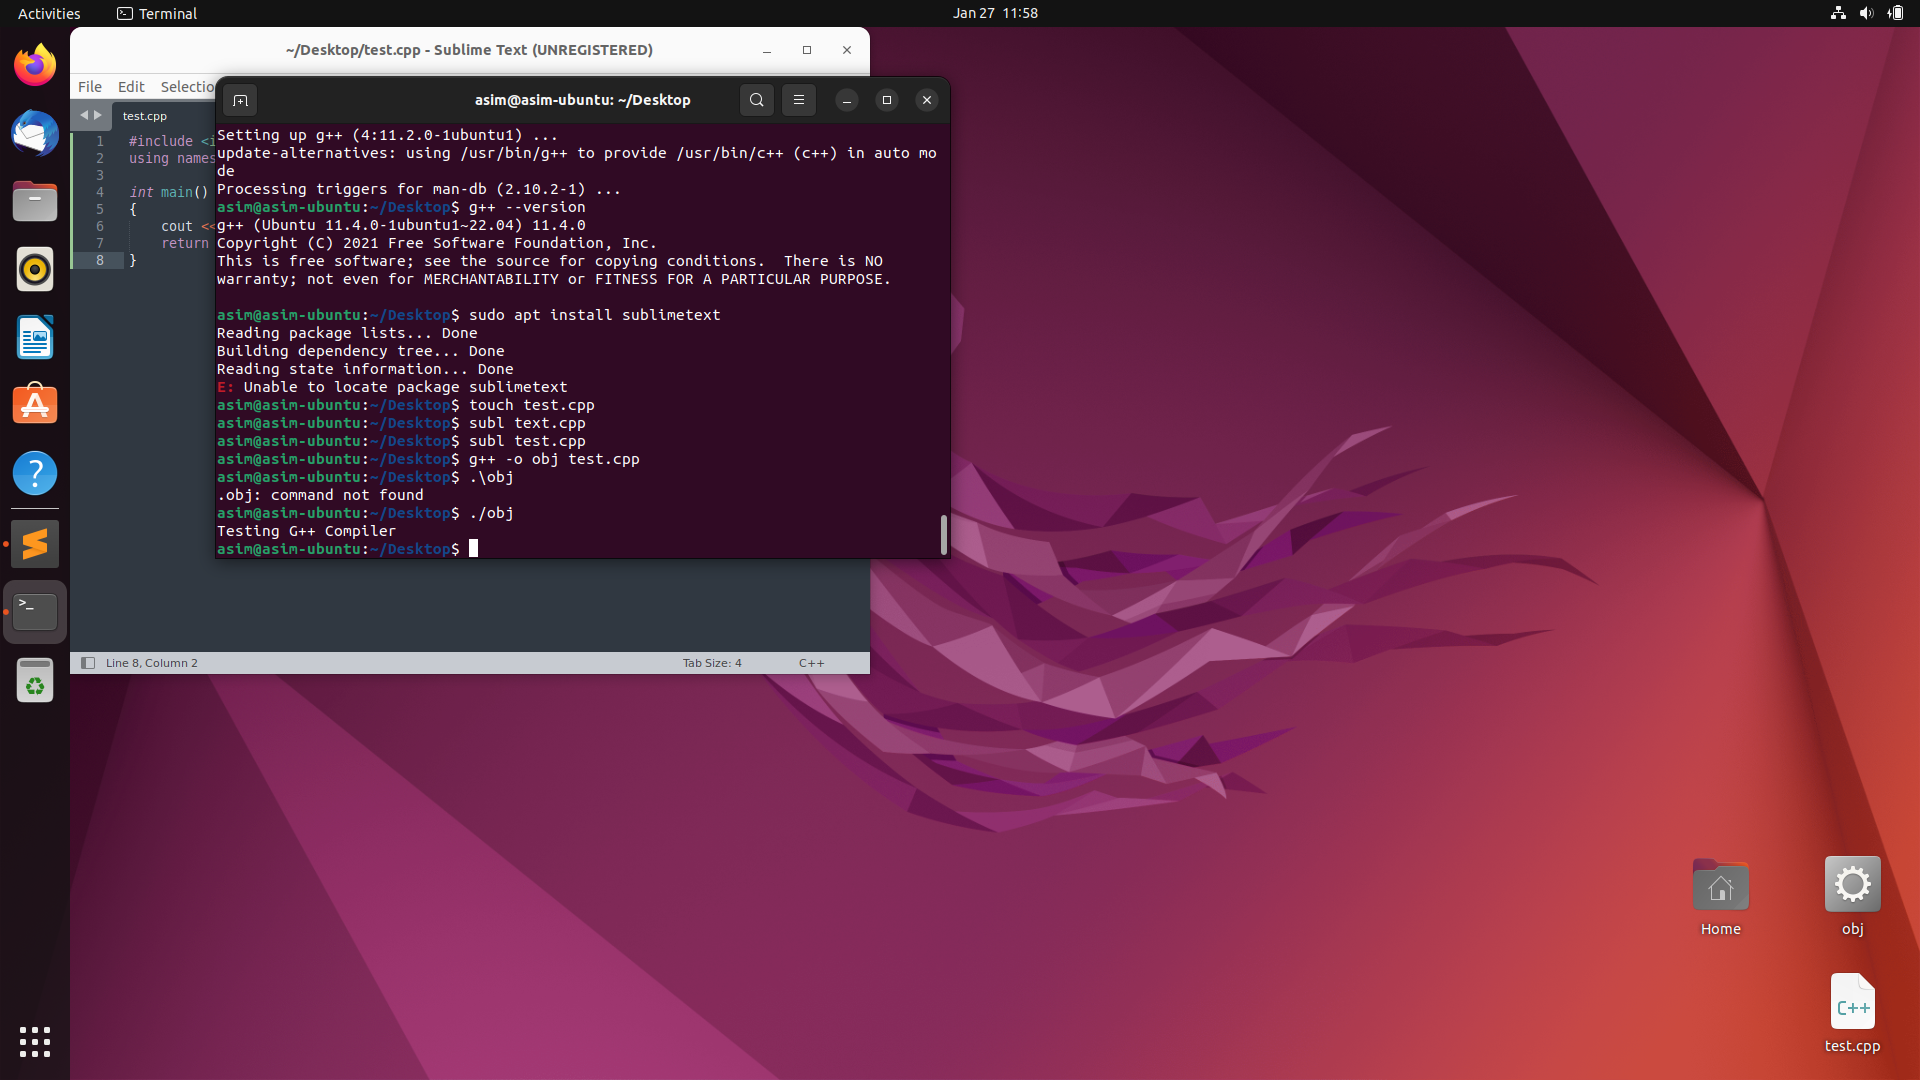 Activities
Terminal
Jan 27 11:58
~/Desktop/test.cpp - Sublime Text (UNREGISTERED)
File Edit Selectio
test.cpp
1 #include <i
2 using names
3
4 int main()
5 {
6 cout <<
7 return
8 }
Line 8, Column 2
Tab Size: 4
C++
asim@asim-ubuntu: ~/Desktop
Setting up g++ (4:11.2.0-1ubuntu1) ...
update-alternatives: using /usr/bin/g++ to provide /usr/bin/c++ (c++) in auto mo
de
Processing triggers for man-db (2.10.2-1) ...
asim@asim-ubuntu:~/Desktop$ g++ --version
g++ (Ubuntu 11.4.0-1ubuntu1~22.04) 11.4.0
Copyright (C) 2021 Free Software Foundation, Inc.
This is free software; see the source for copying conditions.  There is NO
warranty; not even for MERCHANTABILITY or FITNESS FOR A PARTICULAR PURPOSE.
asim@asim-ubuntu:~/Desktop$ sudo apt install sublimetext
Reading package lists... Done
Building dependency tree... Done
Reading state information... Done
E: Unable to locate package sublimetext
asim@asim-ubuntu:~/Desktop$ touch test.cpp
asim@asim-ubuntu:~/Desktop$ subl text.cpp
asim@asim-ubuntu:~/Desktop$ subl test.cpp
asim@asim-ubuntu:~/Desktop$ g++ -o obj test.cpp
asim@asim-ubuntu:~/Desktop$ .\obj
.obj: command not found
asim@asim-ubuntu:~/Desktop$ ./obj
Testing G++ Compiler
asim@asim-ubuntu:~/Desktop$
Home
obj
C++
test.cpp